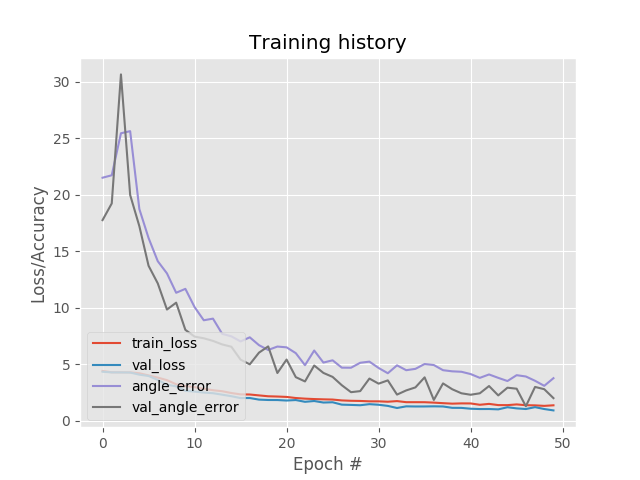 Training history
Loss/Accuracy
30
25
20
15
10
5
0
train_loss
val_loss
angle_error
val_angle_error
0 10 20 30 40 50
Epoch #